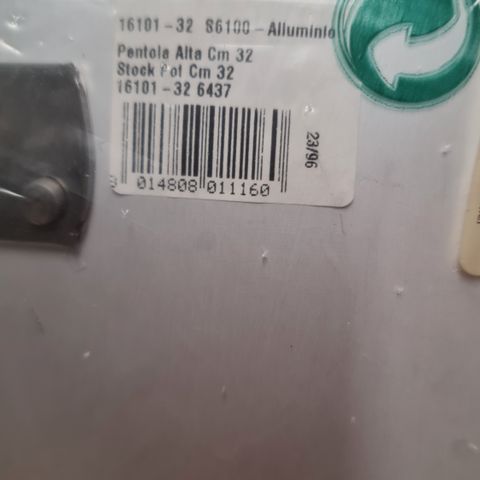 16101-32 S6100-Alluminio
Pentola Alta Cm 32
Stock Pot Cm 32
16101-32 6437
23/96
014808 011160